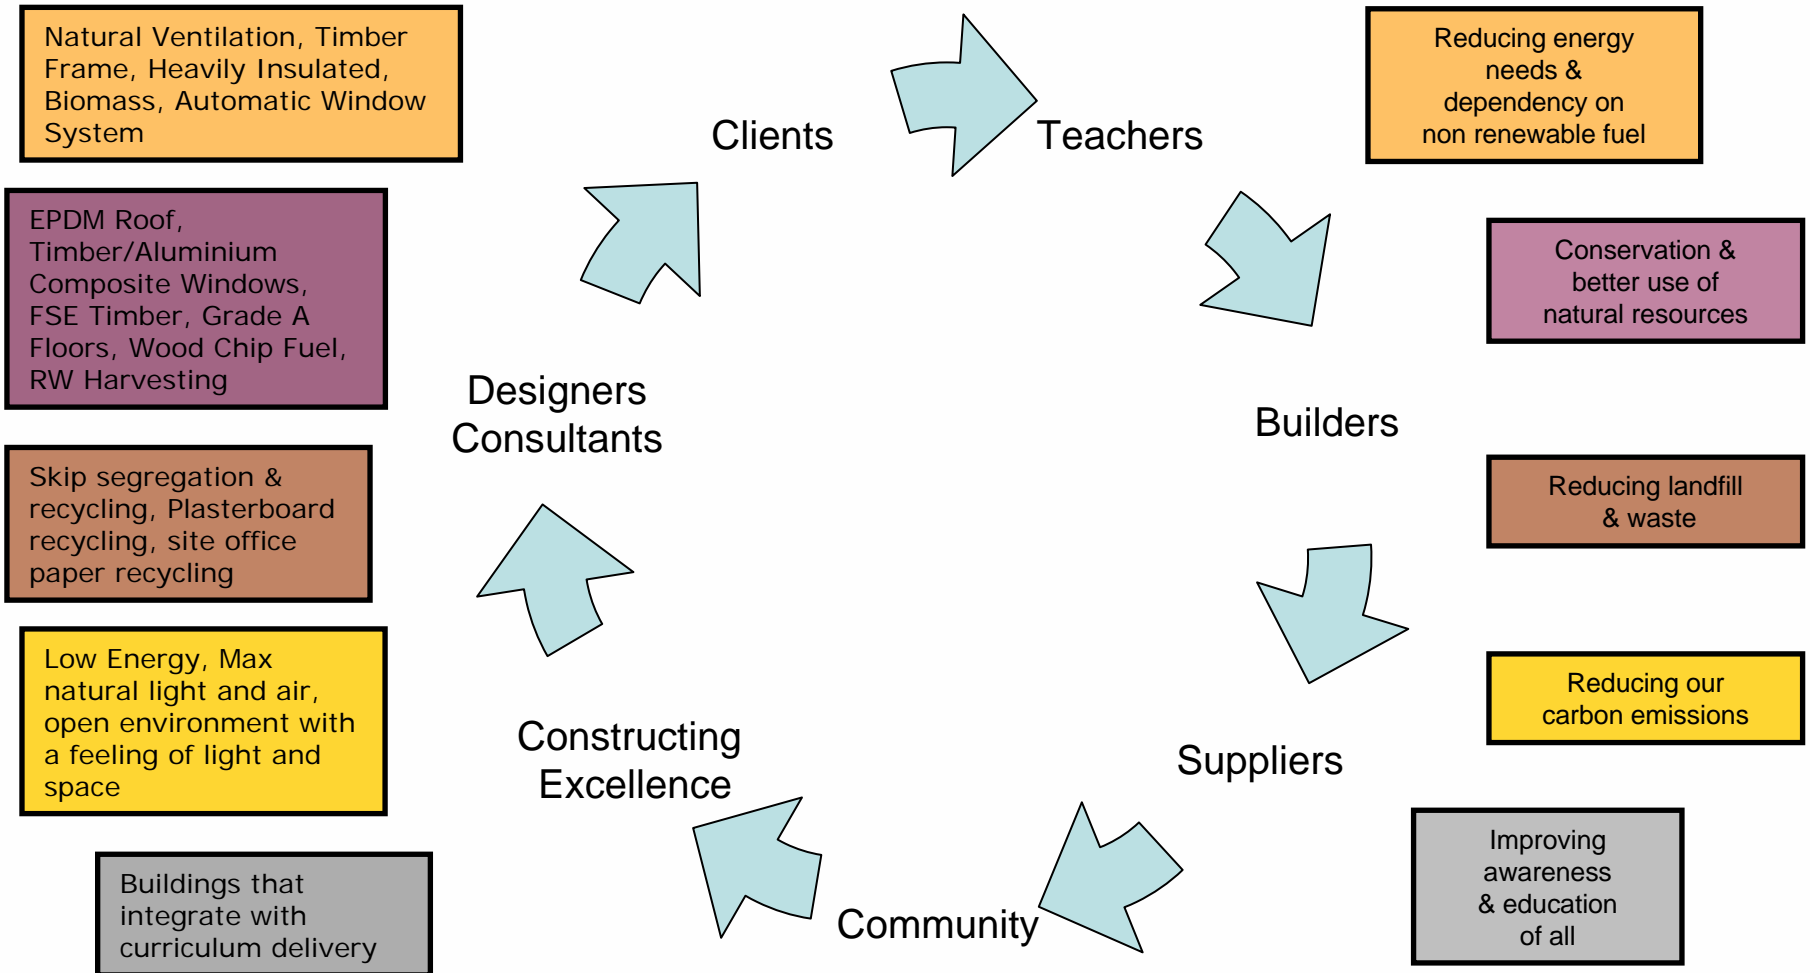 Natural Ventilation, Timber
Frame, Heavily Insulated,
Biomass, Automatic Window
System
EPDM Roof,
Timber/Aluminium
Composite Windows,
FSE Timber, Grade A
Floors, Wood Chip Fuel,
RW Harvesting
Skip segregation &
recycling, Plasterboard
recycling, site office
paper recycling
Low Energy, Max
natural light and air,
open environment with
a feeling of light and
space
Buildings that
integrate with
curriculum delivery
Clients
Teachers
Builders
Suppliers
Community
Constructing
Excellence
Designers
Consultants
Reducing energy
needs &
dependency on
non renewable fuel
Conservation &
better use of
natural resources
Reducing landfill
& waste
Reducing our
carbon emissions
Improving
awareness
& education
of all